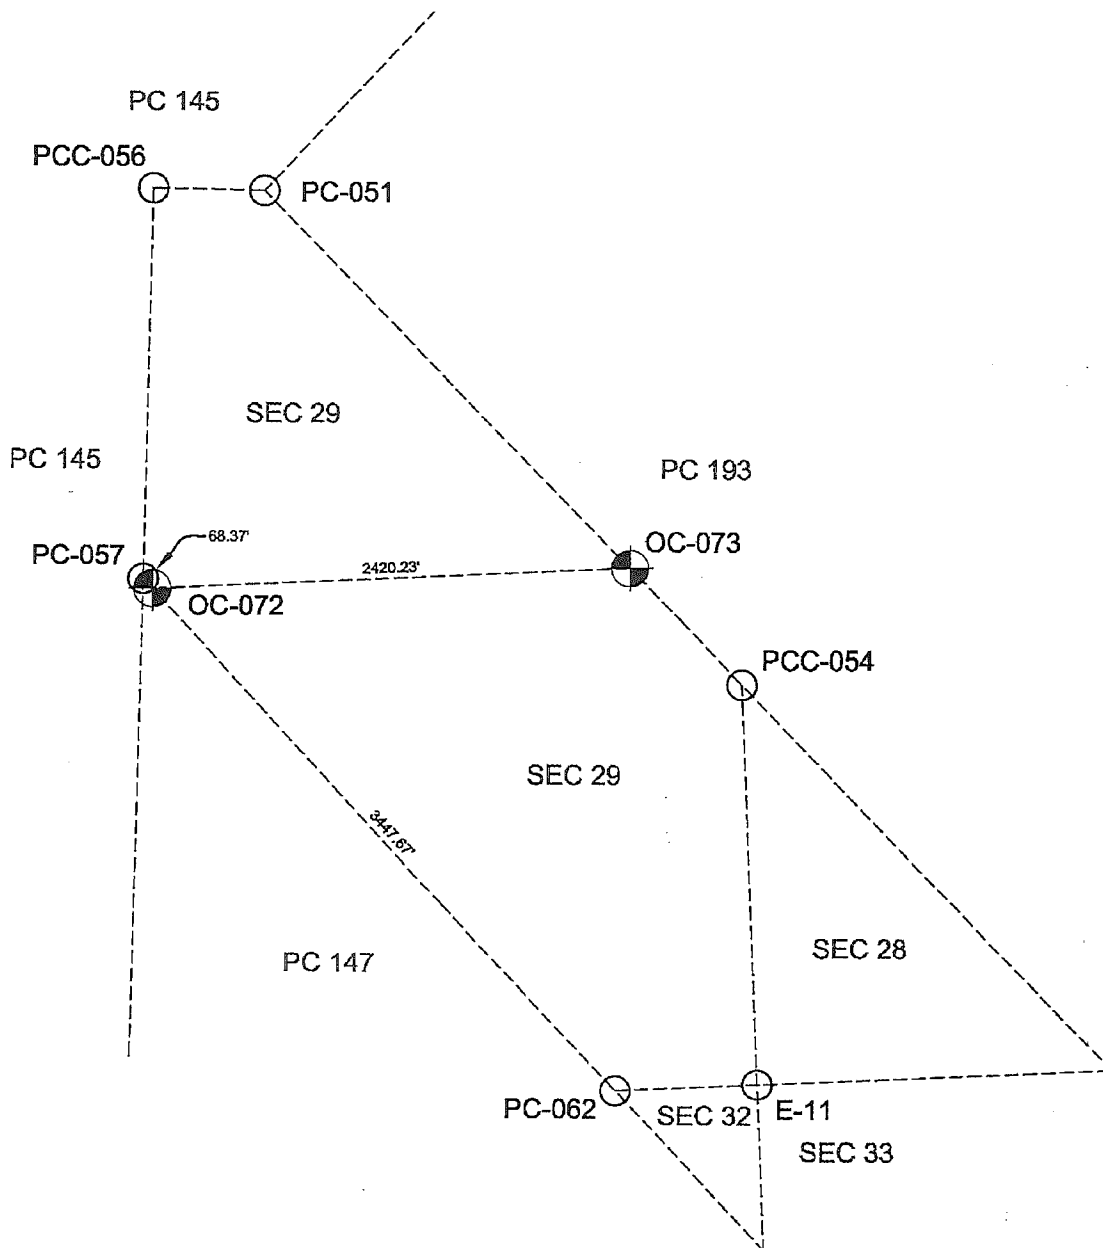 PC 145
PCC-056
PC-051
SEC 29
PC 145
PC 193
PC-057
68.37'
OC-073
2420.23'
OC-072
PCC-054
SEC 29
3447.67'
SEC 28
PC 147
PC-062
SEC 32
E-11
SEC 33